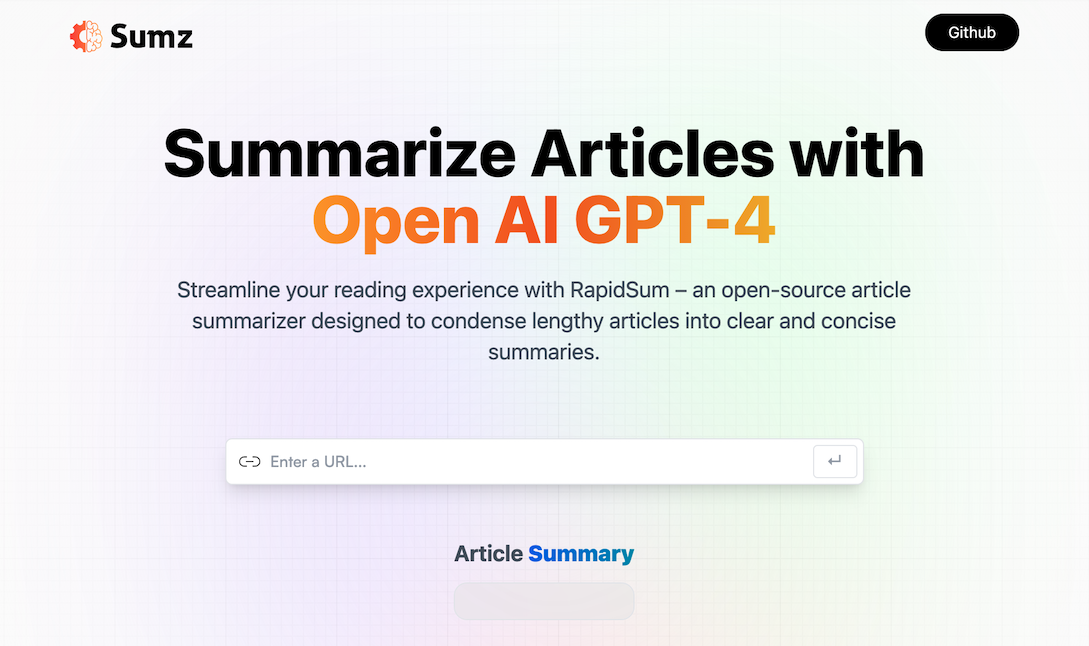 Sumz
Github
Summarize Articles with
Open AI GPT-4
Streamline your reading experience with RapidSum – an open-source article
summarizer designed to condense lengthy articles into clear and concise
summaries.
Enter a URL...
Article Summary